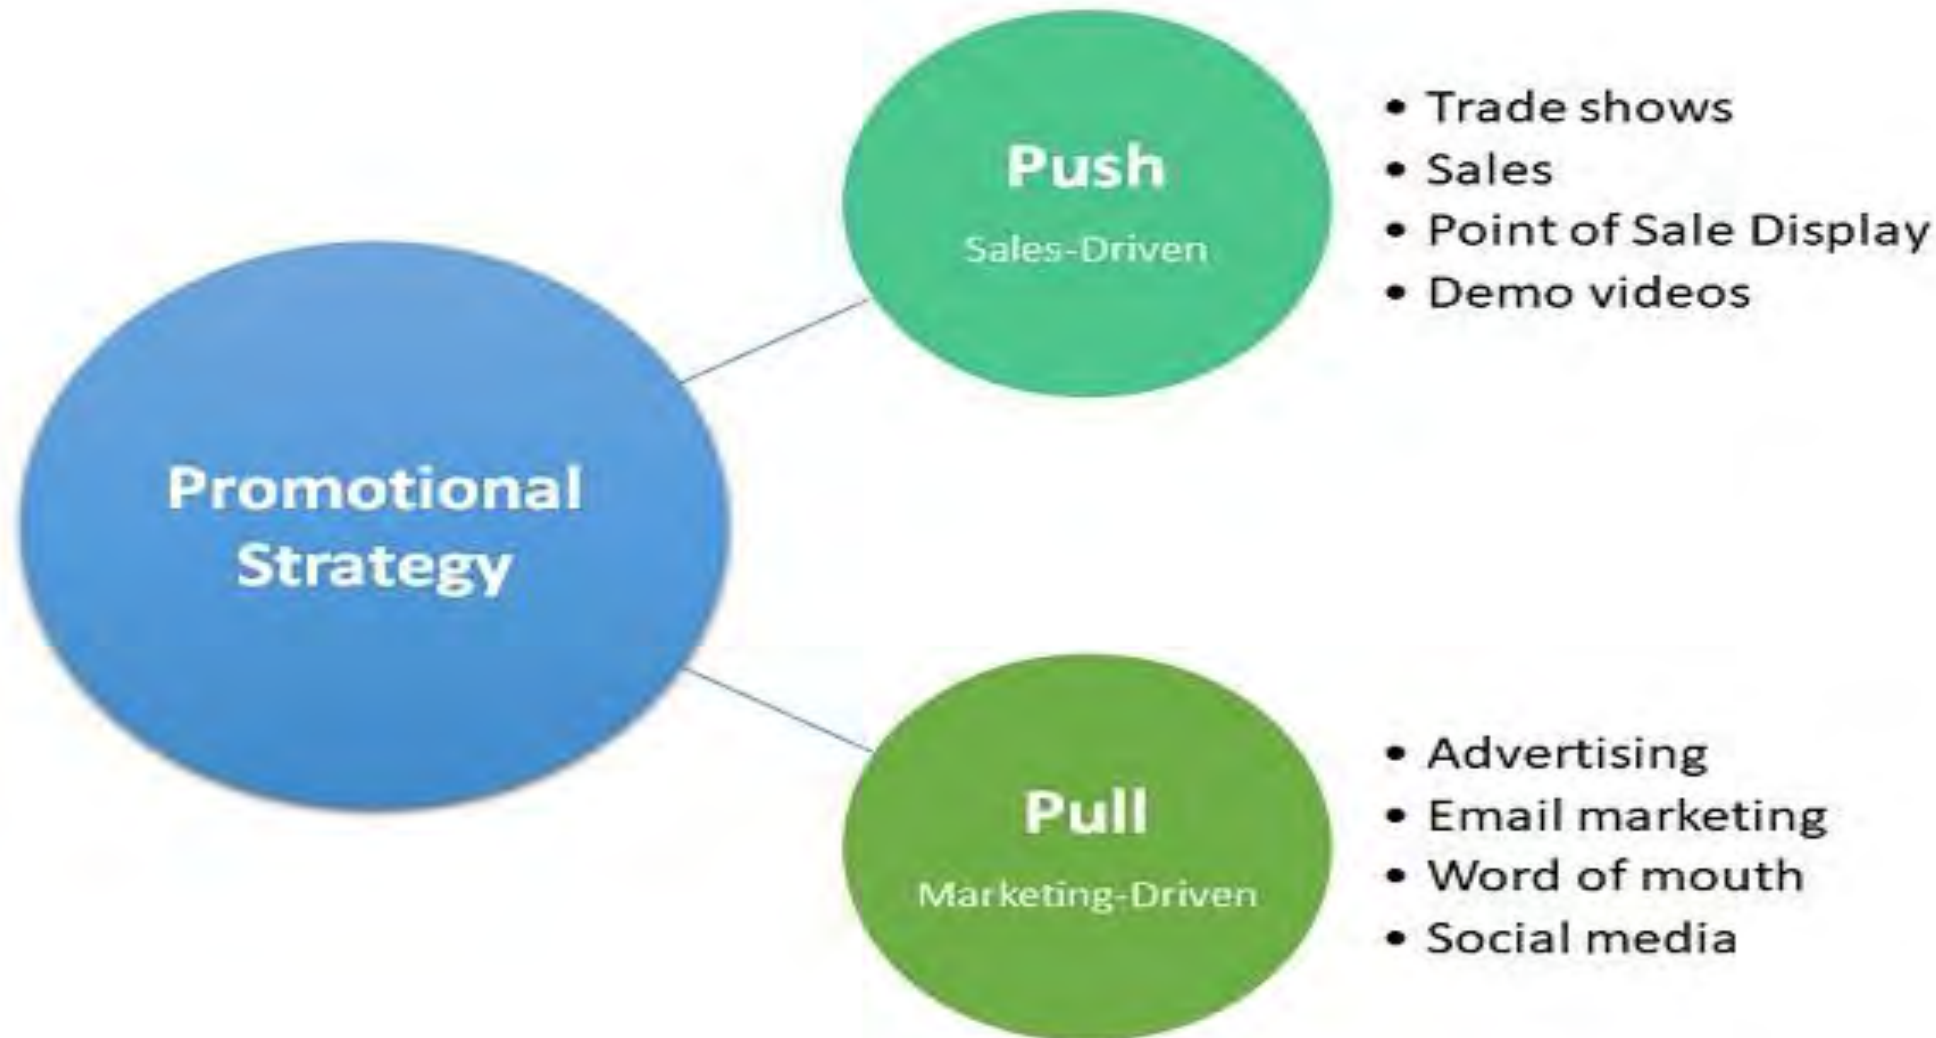 Promotional
Strategy
Push
Sales-Driven
• Trade shows
• Sales
• Point of Sale Display
• Demo videos
Pull
Marketing-Driven
• Advertising
• Email marketing
• Word of mouth
• Social media